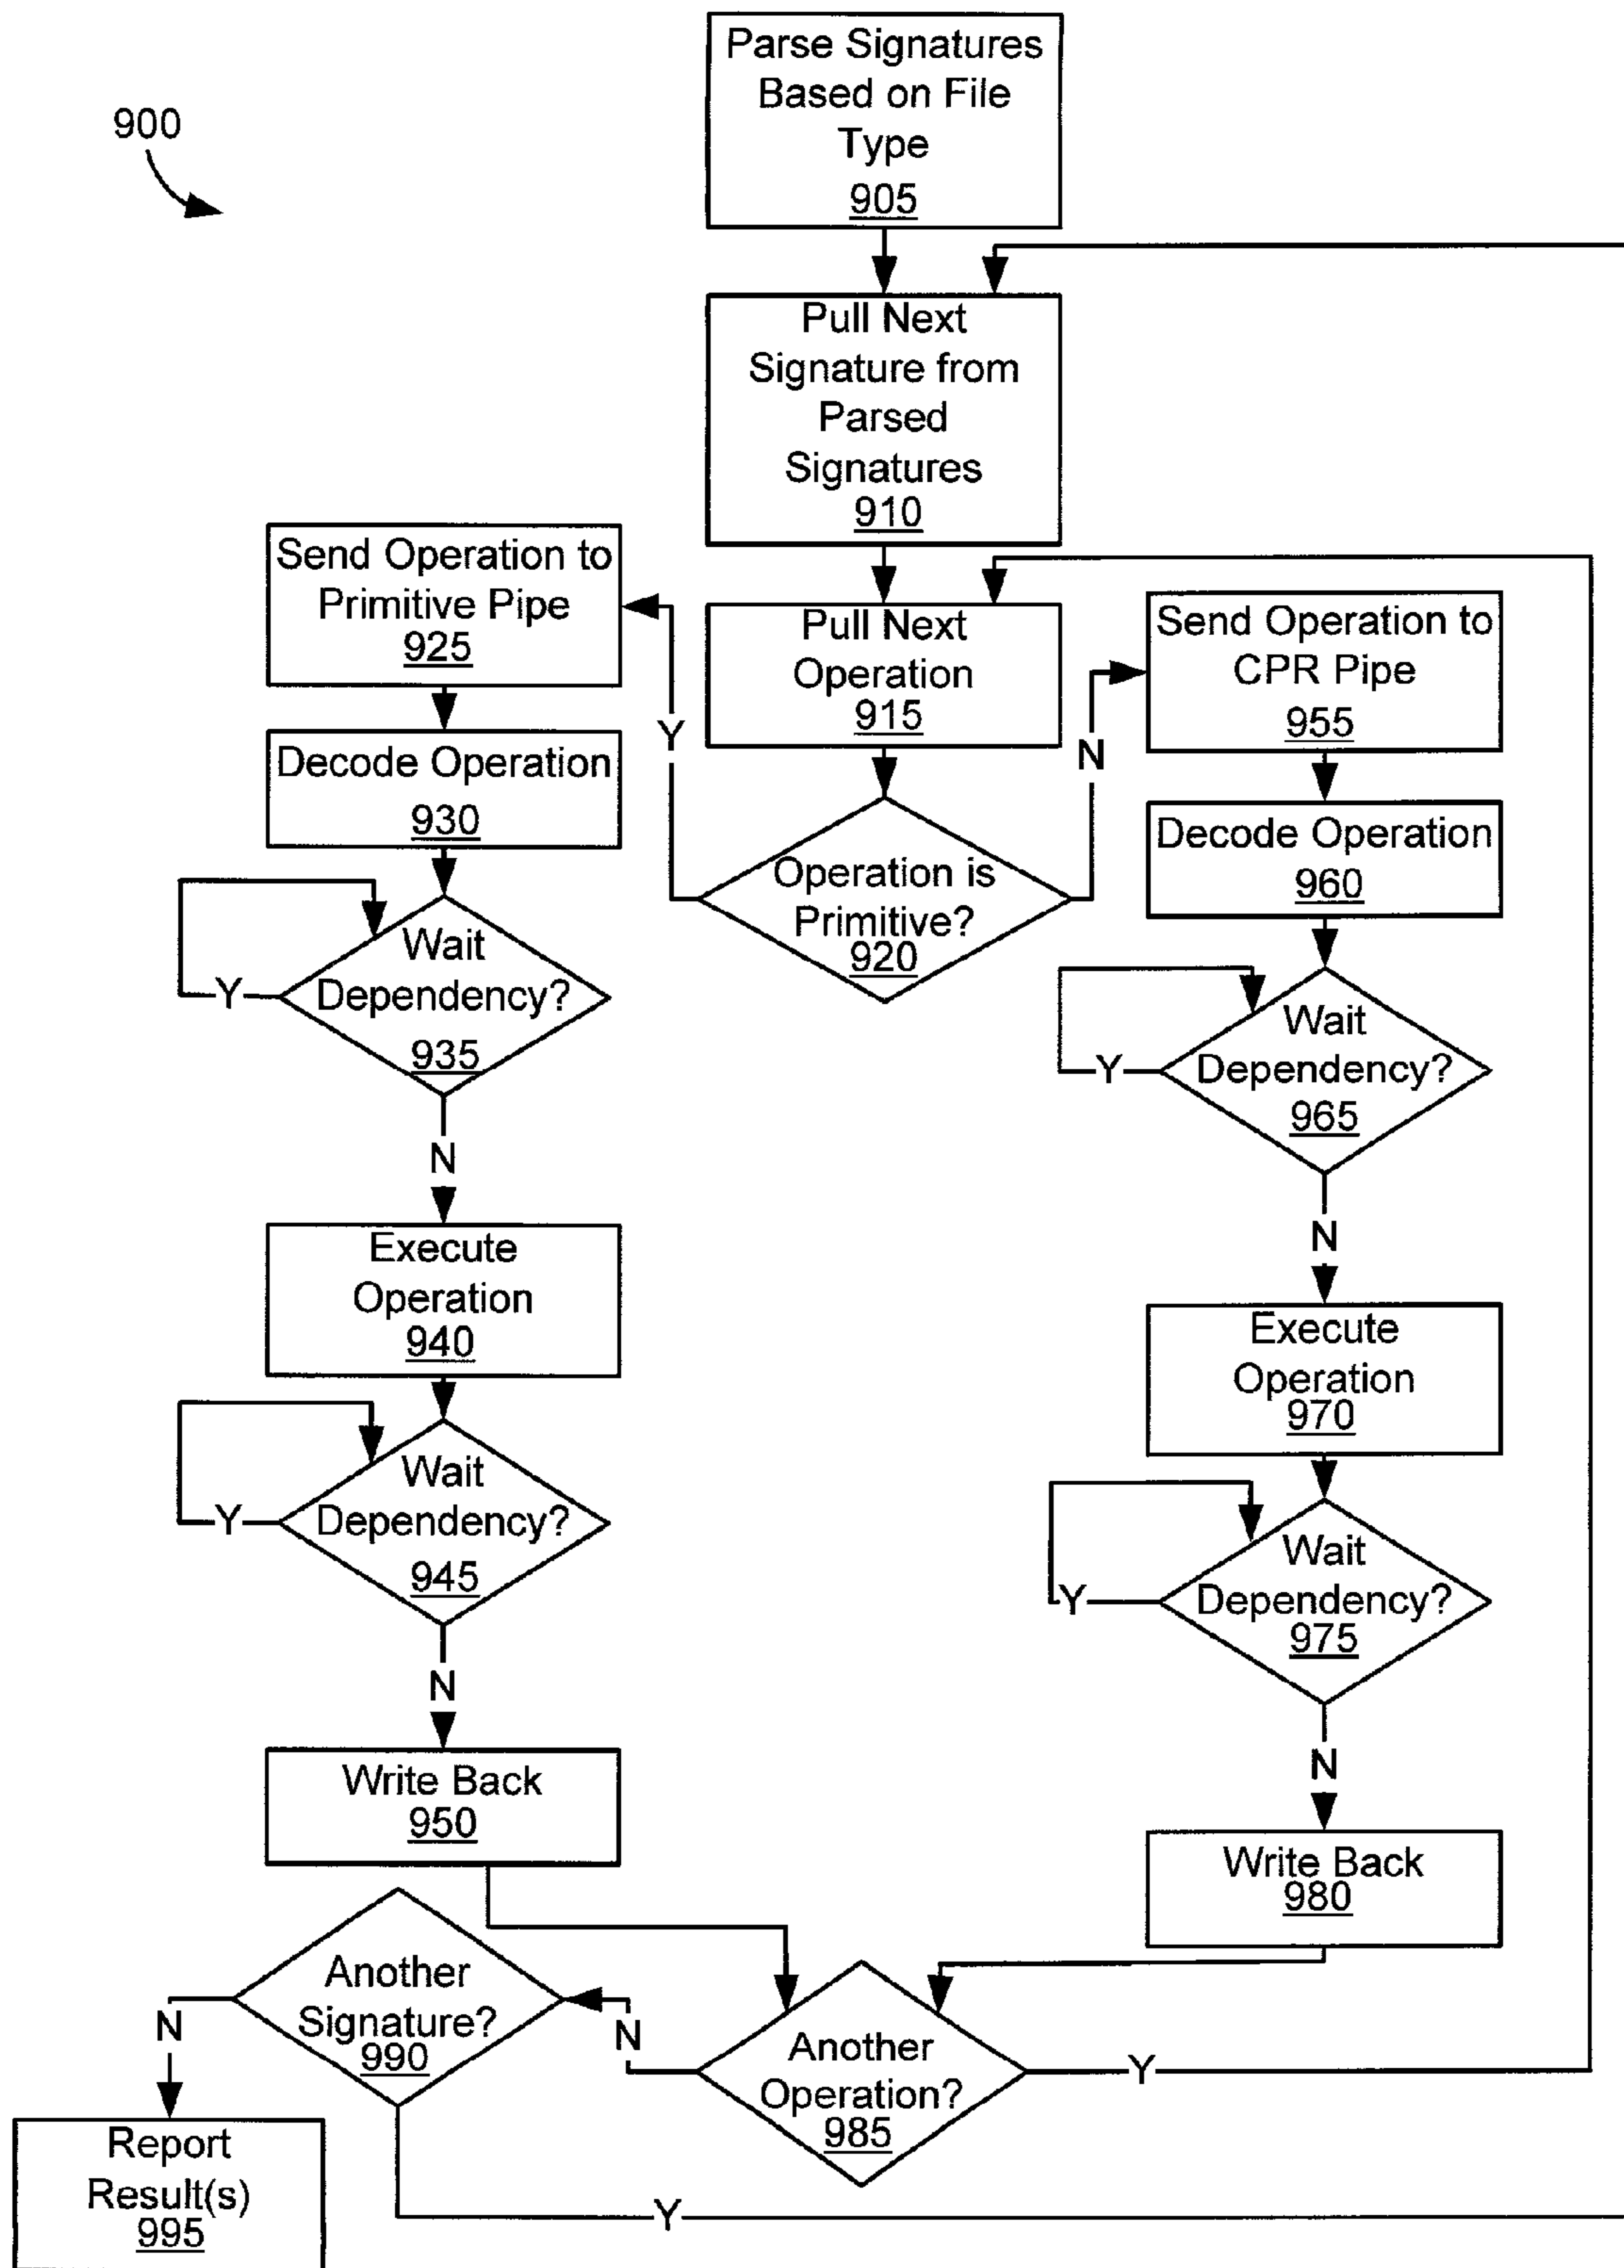 900
Parse Signatures
Based on File
Type
905
Pull Next
Signature from
Parsed
Signatures
910
Pull Next
Operation
915
Operation is
Primitive?
920
Y
N
Send Operation to
Primitive Pipe
925
Decode Operation
930
Wait
Dependency?
935
Y
N
Execute
Operation
940
Wait
Dependency?
945
Y
N
Write Back
950
Send Operation to
CPR Pipe
955
Decode Operation
960
Wait
Dependency?
965
Y
N
Execute
Operation
970
Wait
Dependency?
975
Y
N
Write Back
980
Another
Operation?
985
Y
N
Another
Signature?
990
N
Y
Report
Result(s)
995